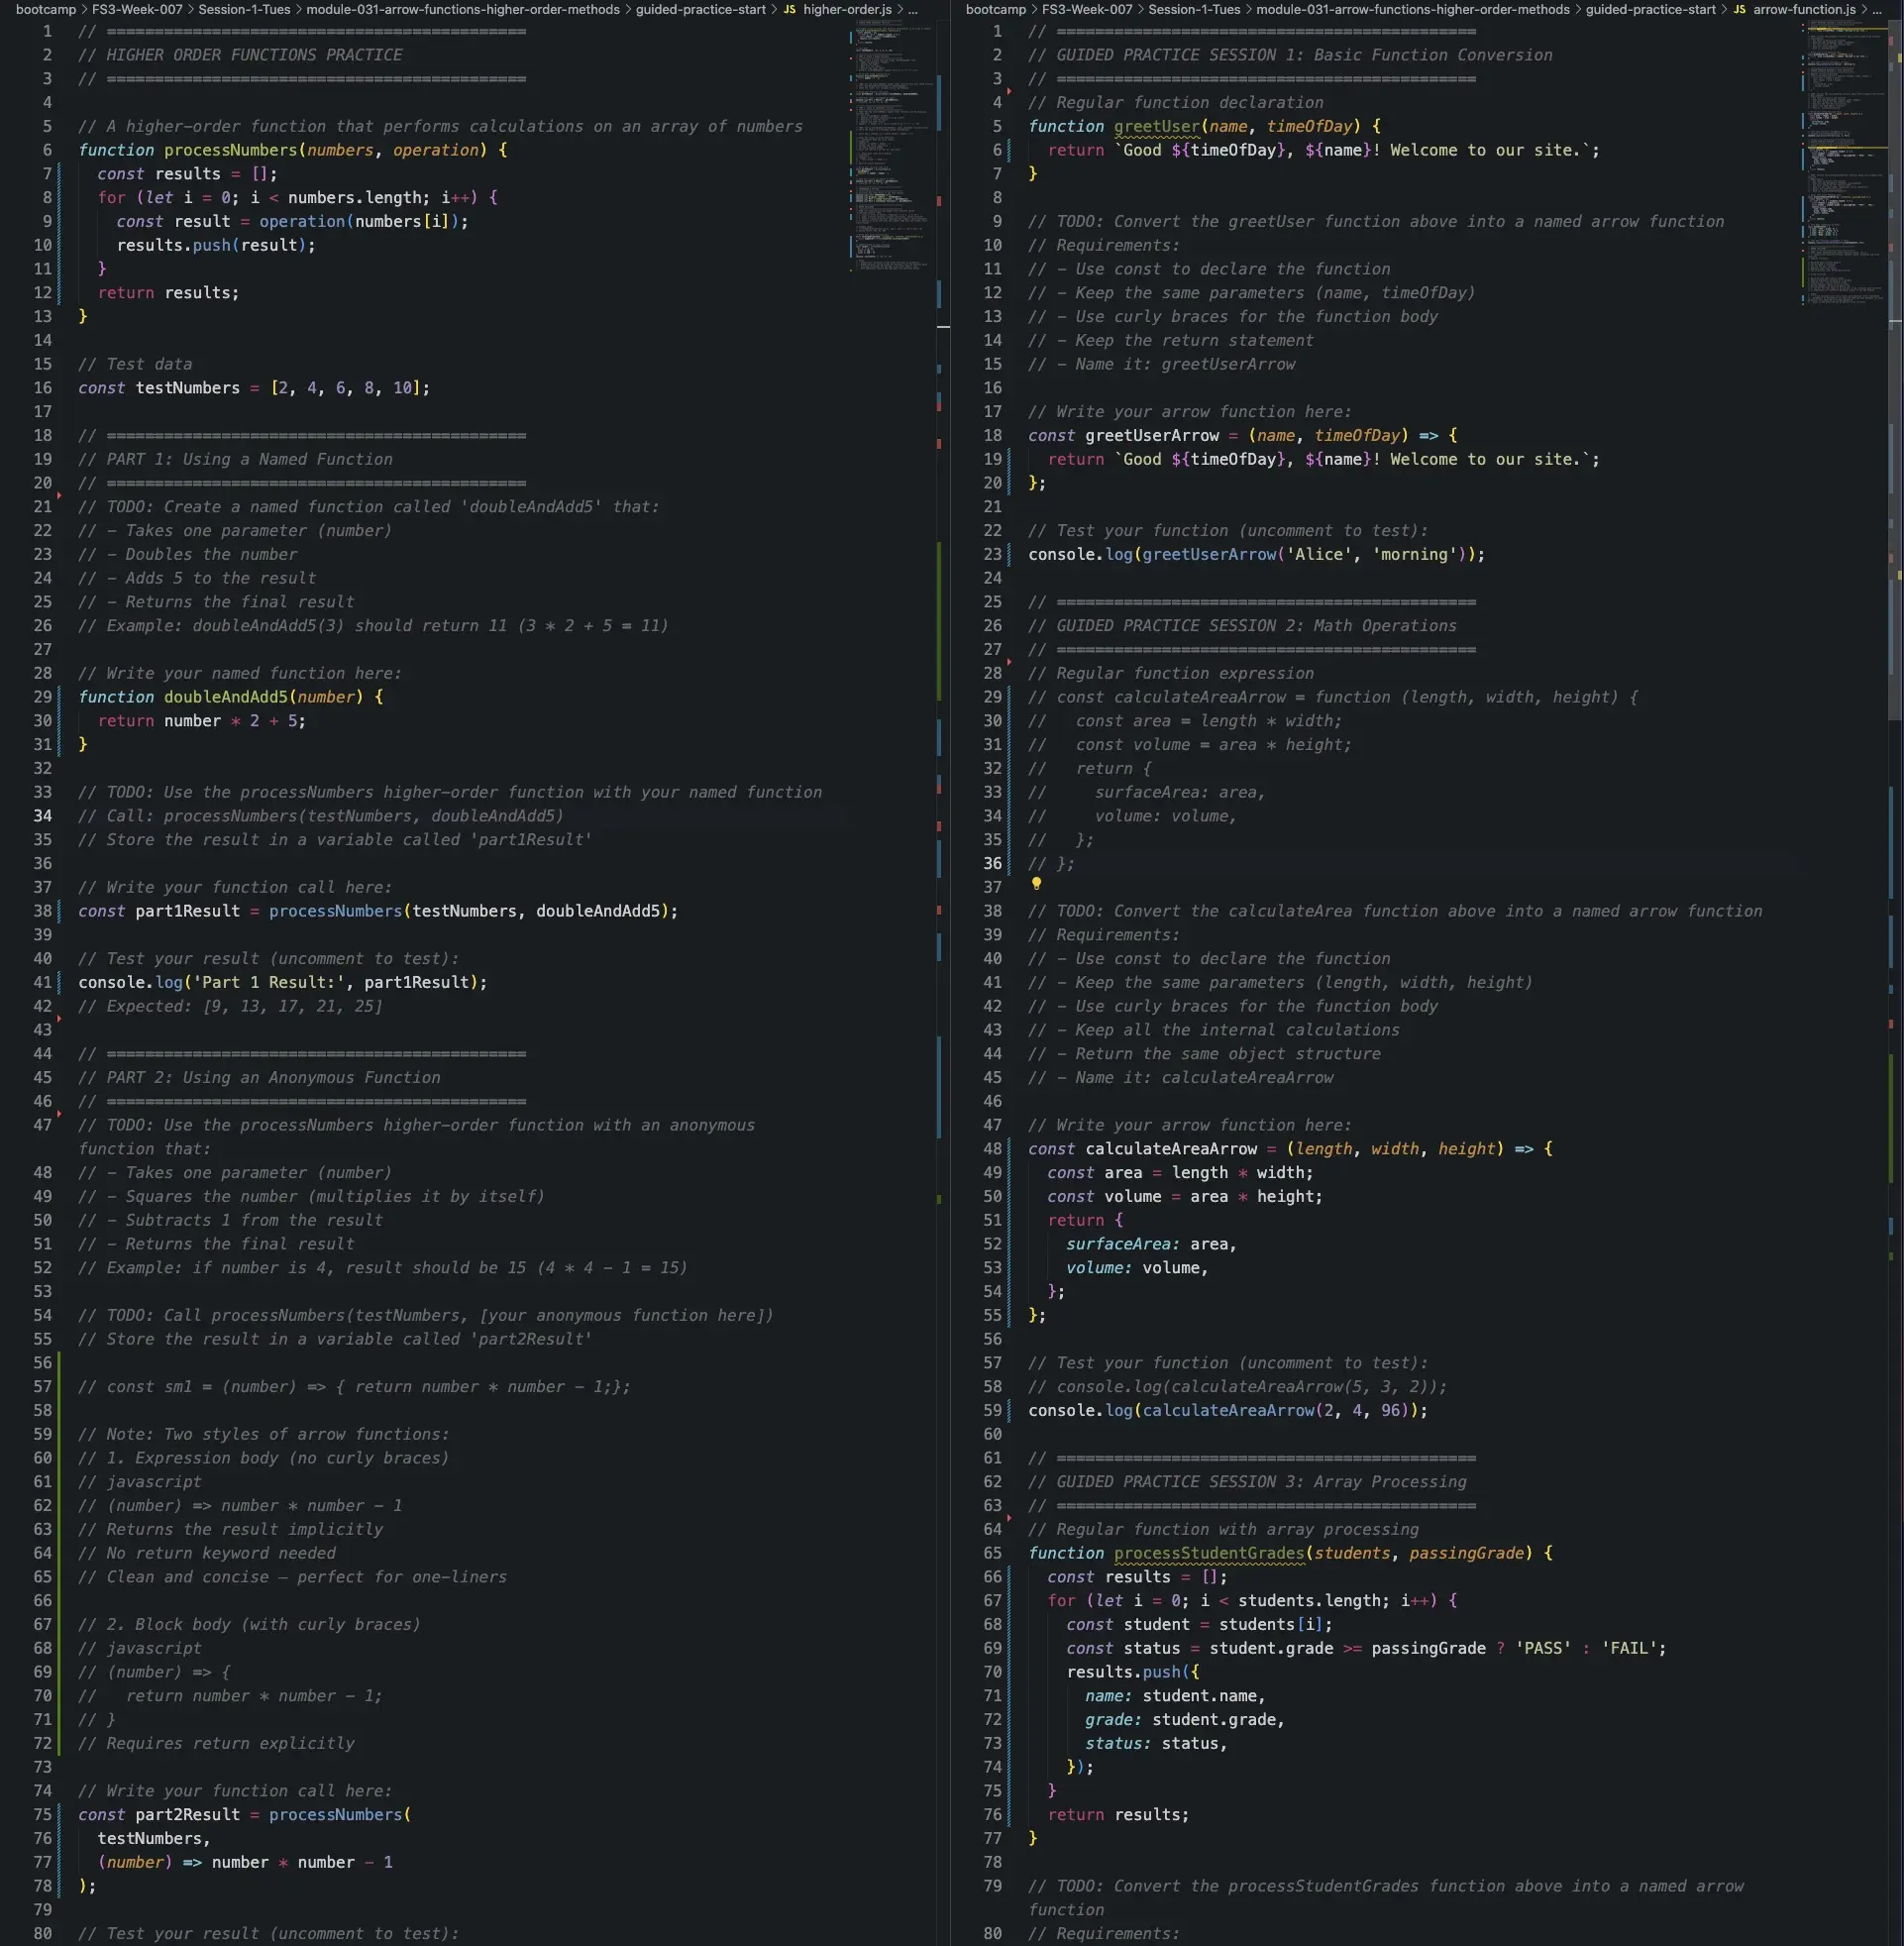 bootcamp > FS3-Week-007 > Session-1-Tues > module-031-arrow-functions-higher-order-methods > guided-practice-start > JS higher-order.js > ...
1 // ============================================
2 // HIGHER ORDER FUNCTIONS PRACTICE
3 // ============================================
4
5 // A higher-order function that performs calculations on an array of numbers
6 function processNumbers(numbers, operation) {
7   const results = [];
8   for (let i = 0; i < numbers.length; i++) {
9     const result = operation(numbers[i]);
10     results.push(result);
11   }
12   return results;
13 }
14
15 // Test data
16 const testNumbers = [2, 4, 6, 8, 10];
17
18 // ============================================
19 // PART 1: Using a Named Function
20 // ============================================
21 // TODO: Create a named function called 'doubleAndAdd5' that:
22 // - Takes one parameter (number)
23 // - Doubles the number
24 // - Adds 5 to the result
25 // - Returns the final result
26 // Example: doubleAndAdd5(3) should return 11 (3 * 2 + 5 = 11)
27
28 // Write your named function here:
29 function doubleAndAdd5(number) {
30   return number * 2 + 5;
31 }
32
33 // TODO: Use the processNumbers higher-order function with your named function
34 // Call: processNumbers(testNumbers, doubleAndAdd5)
35 // Store the result in a variable called 'part1Result'
36
37 // Write your function call here:
38 const part1Result = processNumbers(testNumbers, doubleAndAdd5);
39
40 // Test your result (uncomment to test):
41 console.log('Part 1 Result:', part1Result);
42 // Expected: [9, 13, 17, 21, 25]
43
44 // ============================================
45 // PART 2: Using an Anonymous Function
46 // ============================================
47 // TODO: Use the processNumbers higher-order function with an anonymous
function that:
48 // - Takes one parameter (number)
49 // - Squares the number (multiplies it by itself)
50 // - Subtracts 1 from the result
51 // - Returns the final result
52 // Example: if number is 4, result should be 15 (4 * 4 - 1 = 15)
53
54 // TODO: Call processNumbers(testNumbers, [your anonymous function here])
55 // Store the result in a variable called 'part2Result'
56
57 // const sm1 = (number) => { return number * number - 1;};
58
59 // Note: Two styles of arrow functions:
60 // 1. Expression body (no curly braces)
61 // javascript
62 // (number) => number * number - 1
63 // Returns the result implicitly
64 // No return keyword needed
65 // Clean and concise — perfect for one-liners
66
67 // 2. Block body (with curly braces)
68 // javascript
69 // (number) => {
70 //   return number * number - 1;
71 // }
72 // Requires return explicitly
73
74 // Write your function call here:
75 const part2Result = processNumbers(
76   testNumbers,
77   (number) => number * number - 1
78 );
79
80 // Test your result (uncomment to test):
bootcamp > FS3-Week-007 > Session-1-Tues > module-031-arrow-functions-higher-order-methods > guided-practice-start > JS arrow-function.js > ...
1 // ============================================
2 // GUIDED PRACTICE SESSION 1: Basic Function Conversion
3 // ============================================
4 // Regular function declaration
5 function greetUser(name, timeOfDay) {
6   return `Good ${timeOfDay}, ${name}! Welcome to our site.`;
7 }
8
9 // TODO: Convert the greetUser function above into a named arrow function
10 // Requirements:
11 // - Use const to declare the function
12 // - Keep the same parameters (name, timeOfDay)
13 // - Use curly braces for the function body
14 // - Keep the return statement
15 // - Name it: greetUserArrow
16
17 // Write your arrow function here:
18 const greetUserArrow = (name, timeOfDay) => {
19   return `Good ${timeOfDay}, ${name}! Welcome to our site.`;
20 };
21
22 // Test your function (uncomment to test):
23 console.log(greetUserArrow('Alice', 'morning'));
24
25 // ============================================
26 // GUIDED PRACTICE SESSION 2: Math Operations
27 // ============================================
28 // Regular function expression
29 // const calculateAreaArrow = function (length, width, height) {
30 //   const area = length * width;
31 //   const volume = area * height;
32 //   return {
33 //     surfaceArea: area,
34 //     volume: volume,
35 //   };
36 // };
37
38 // TODO: Convert the calculateArea function above into a named arrow function
39 // Requirements:
40 // - Use const to declare the function
41 // - Keep the same parameters (length, width, height)
42 // - Use curly braces for the function body
43 // - Keep all the internal calculations
44 // - Return the same object structure
45 // - Name it: calculateAreaArrow
46
47 // Write your arrow function here:
48 const calculateAreaArrow = (length, width, height) => {
49   const area = length * width;
50   const volume = area * height;
51   return {
52     surfaceArea: area,
53     volume: volume,
54   };
55 };
56
57 // Test your function (uncomment to test):
58 // console.log(calculateAreaArrow(5, 3, 2));
59 console.log(calculateAreaArrow(2, 4, 96));
60
61 // ============================================
62 // GUIDED PRACTICE SESSION 3: Array Processing
63 // ============================================
64 // Regular function with array processing
65 function processStudentGrades(students, passingGrade) {
66   const results = [];
67   for (let i = 0; i < students.length; i++) {
68     const student = students[i];
69     const status = student.grade >= passingGrade ? 'PASS' : 'FAIL';
70     results.push({
71       name: student.name,
72       grade: student.grade,
73       status: status,
74     });
75   }
76   return results;
77 }
78
79 // TODO: Convert the processStudentGrades function above into a named arrow
function
80 // Requirements: